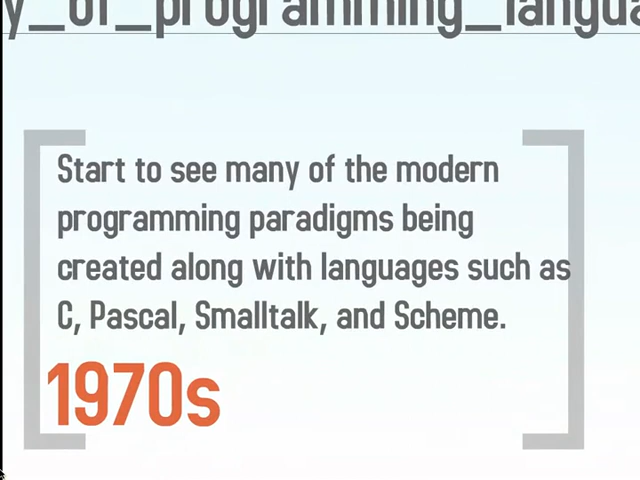 y_of_programming_langua
Start to see many of the modern
programming paradigms being
created along with languages such as
C, Pascal, Smalltalk, and Scheme.
1970s